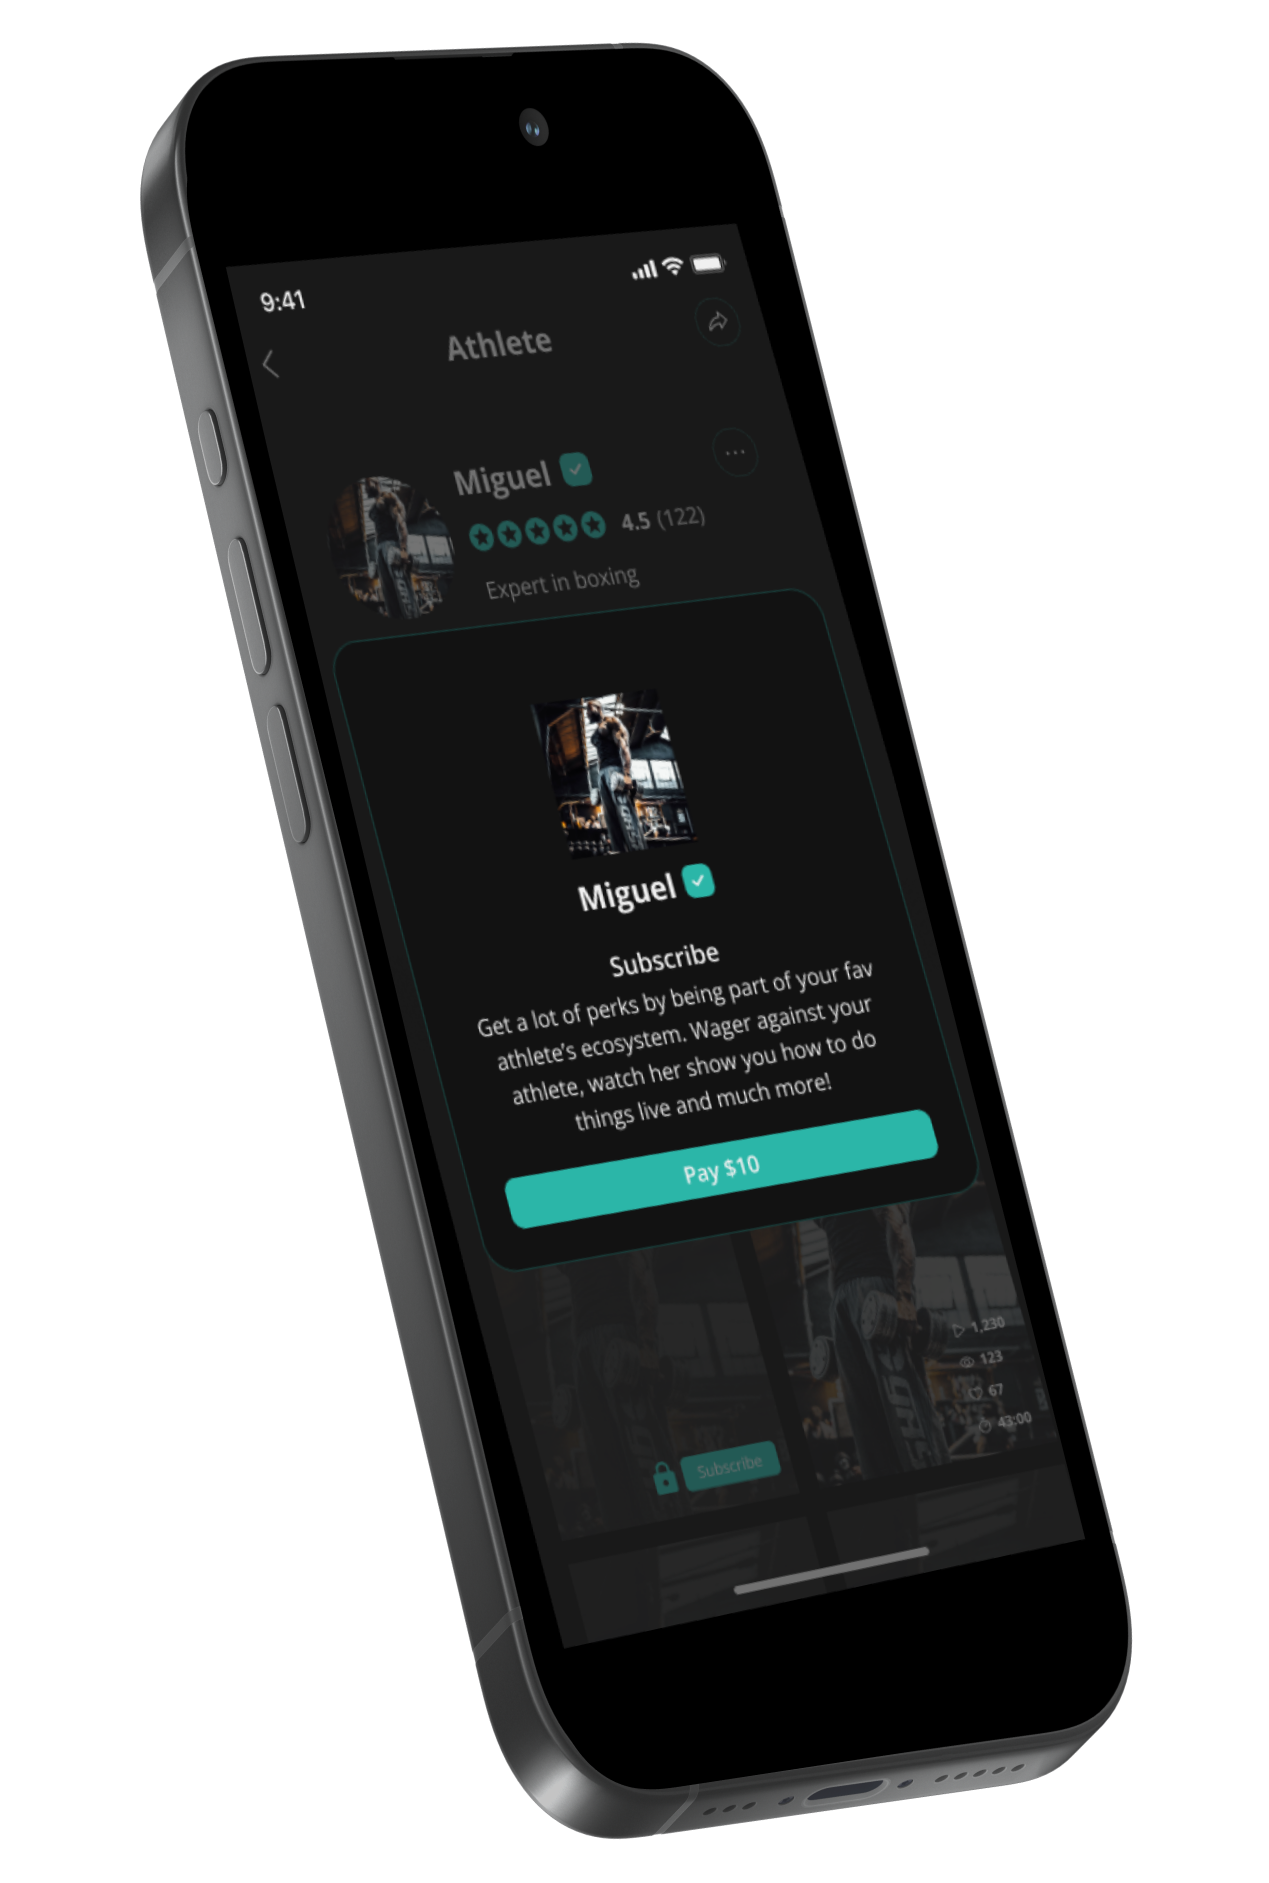 9:41
Athlete
Miguel
4.5 (122)
Expert in boxing
Miguel
Subscribe
Get a lot of perks by being part of your fav
athlete's ecosystem. Wager against your
athlete, watch her show you how to do
things live and much more!
Pay $10
1,230
123
67
43:00
Subscribe